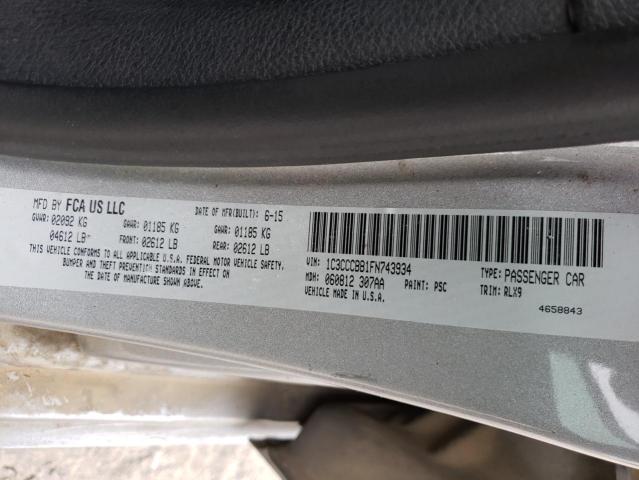 MFD BY FCA US LLC
DATE OF MFR(BUILT): 6-15
GVWR: 02092 KG
GAWR: 01185 KG
GAWR: 01185 KG
04612 LB
FRONT: 02612 LB
REAR: 02612 LB
THIS VEHICLE CONFORMS TO ALL APPLICABLE U.S.A. FEDERAL MOTOR VEHICLE SAFETY,
BUMPER AND THEFT PREVENTION STANDARDS IN EFFECT ON
THE DATE OF MANUFACTURE SHOWN ABOVE.
VIN: 1C3CCCBB1FN743934
TYPE: PASSENGER CAR
MDH: 060812 307AA
PAINT: PSC
TRIM: RLX9
VEHICLE MADE IN U.S.A.
4658843